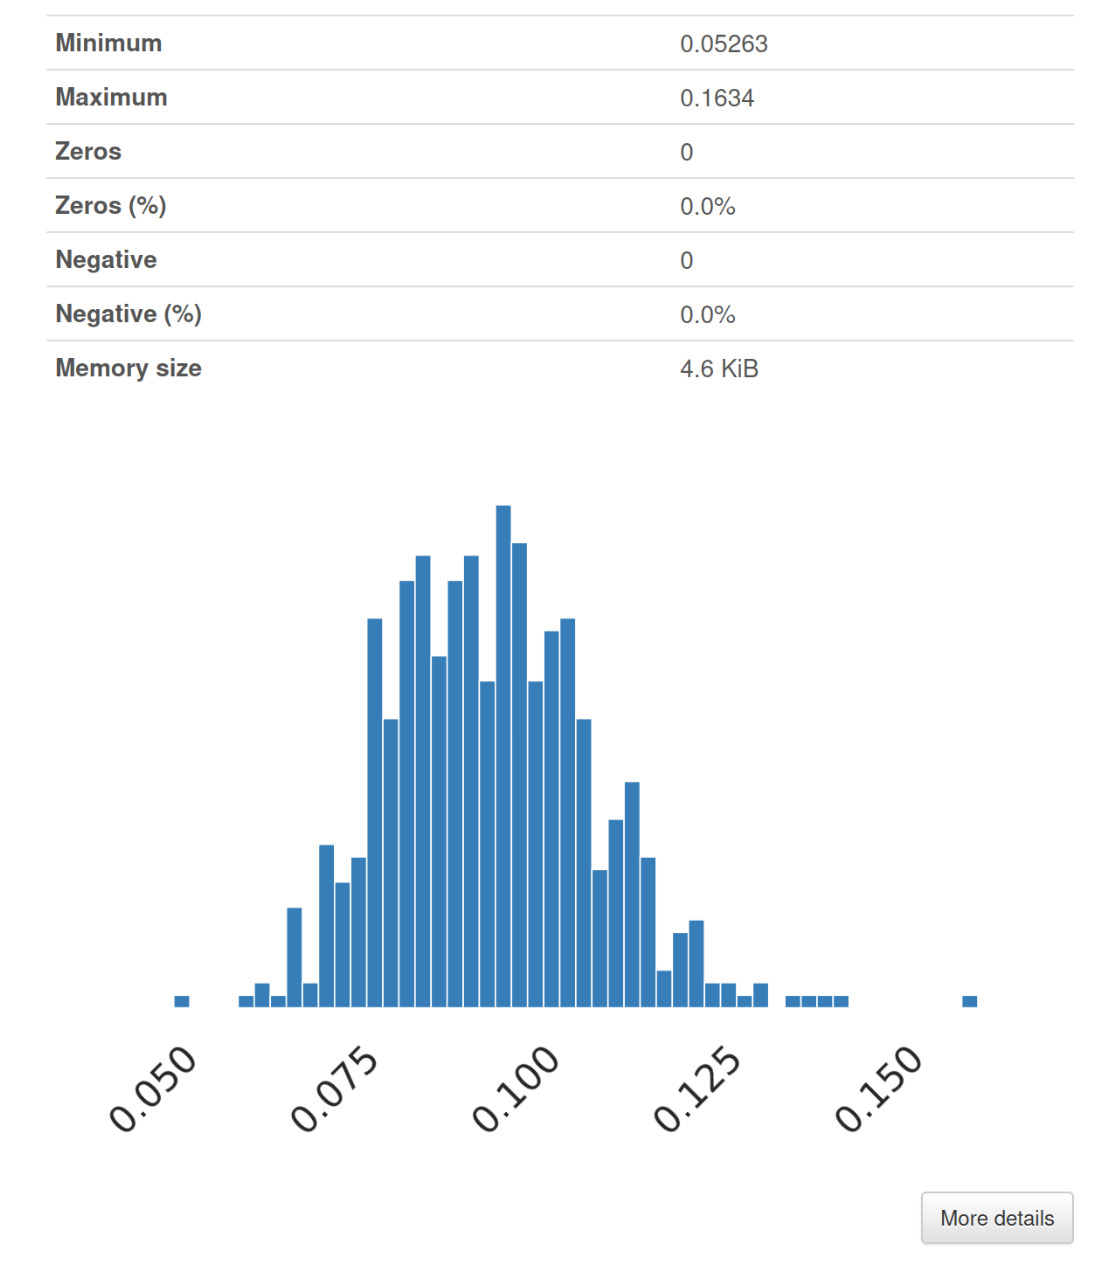 Minimum 0.05263
Maximum 0.1634
Zeros 0
Zeros (%) 0.0%
Negative 0
Negative (%) 0.0%
Memory size 4.6 KiB
0.050 0.075 0.100 0.125 0.150
More details